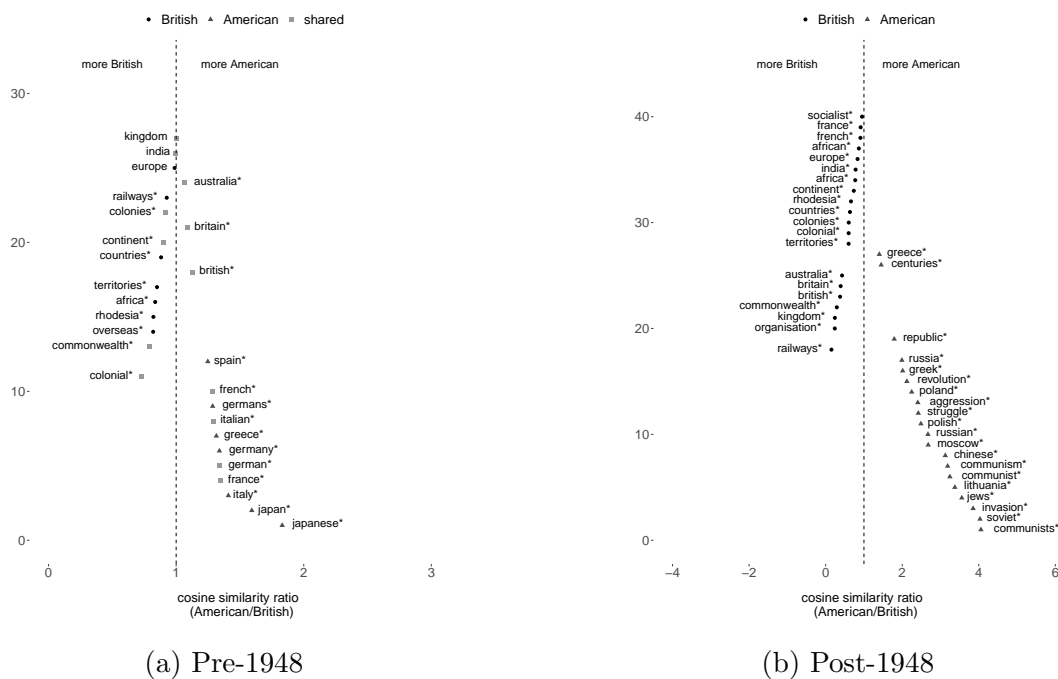 British American shared
more British more American
30
20
10
0
kingdom
india
europe
australia*
railways*
colonies*
britain*
continent*
countries*
british*
territories*
africa*
rhodesia*
overseas*
commonwealth*
spain*
colonial*
french*
germans*
italian*
greece*
germany*
german*
france*
italy*
japan*
japanese*
0 1 2 3
cosine similarity ratio
(American/British)
(a) Pre-1948
British American
more British more American
40
30
20
10
0
socialist*
france*
french*
african*
europe*
india*
africa*
continent*
rhodesia*
countries*
colonies*
colonial*
territories*
greece*
centuries*
australia*
britain*
british*
commonwealth*
kingdom*
organisation*
republic*
railways*
russia*
greek*
revolution*
poland*
aggression*
struggle*
polish*
russian*
moscow*
chinese*
communism*
communist*
lithuania*
jews*
invasion*
soviet*
communists*
−4 −2 0 2 4 6
cosine similarity ratio
(American/British)
(b) Post-1948